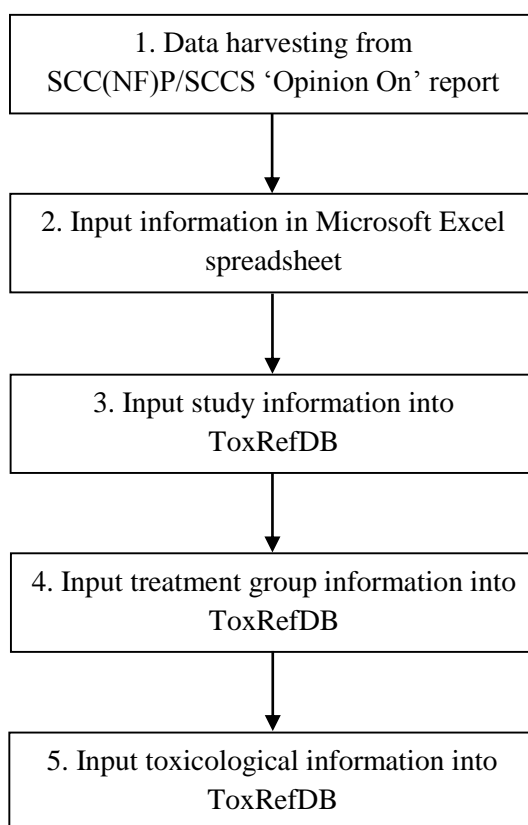 1. Data harvesting from
SCC(NF)P/SCCS ‘Opinion On’ report
2. Input information in Microsoft Excel
spreadsheet
3. Input study information into
ToxRefDB
4. Input treatment group information into
ToxRefDB
5. Input toxicological information into
ToxRefDB